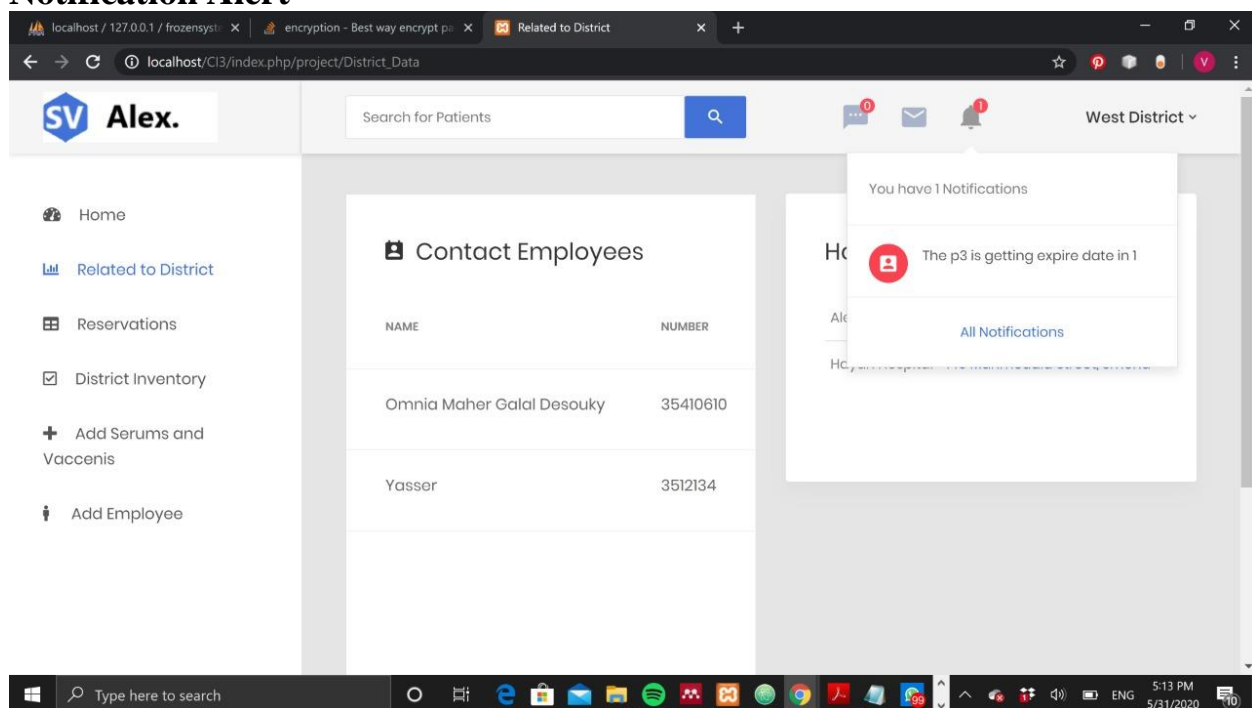 Notification Alert
localhost / 127.0.0.1 / frozensyst
encryption - Best way encrypt pa
Related to District
localhost/CI3/index.php/project/District_Data
V
SV Alex.
Search for Patients
0
1
West District
You have 1 Notifications
Home
Contact Employees
The p3 is getting expire date in 1
Related to District
Reservations
NAME
NUMBER
All Notifications
District Inventory
Omnia Maher Galal Desouky
35410610
Add Serums and
Vaccenis
Yasser
3512134
Add Employee
Type here to search
99
ENG
5:13 PM
5/31/2020
10